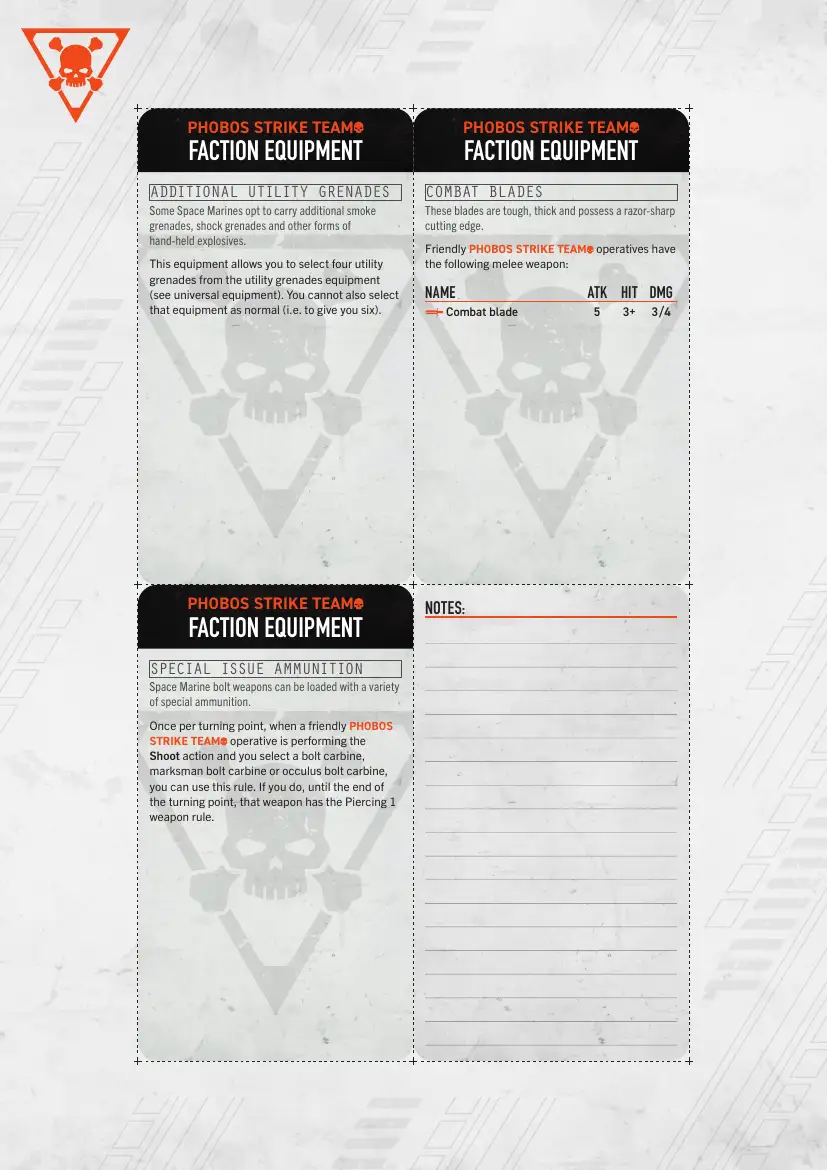 PHOBOS STRIKE TEAM
FACTION EQUIPMENT
ADDITIONAL UTILITY GRENADES
Some Space Marines opt to carry additional smoke
grenades, shock grenades and other forms of
hand-held explosives.
This equipment allows you to select four utility
grenades from the utility grenades equipment
(see universal equipment). You cannot also select
that equipment as normal (i.e. to give you six).
PHOBOS STRIKE TEAM
FACTION EQUIPMENT
COMBAT BLADES
These blades are tough, thick and possess a razor-sharp
cutting edge.
Friendly PHOBOS STRIKE TEAM operatives have
the following melee weapon:
NAME ATK HIT DMG
Combat blade 5 3+ 3/4
PHOBOS STRIKE TEAM
FACTION EQUIPMENT
SPECIAL ISSUE AMMUNITION
Space Marine bolt weapons can be loaded with a variety
of special ammunition.
Once per turning point, when a friendly PHOBOS
STRIKE TEAM operative is performing the
Shoot action and you select a bolt carbine,
marksman bolt carbine or occulus bolt carbine,
you can use this rule. If you do, until the end of
the turning point, that weapon has the Piercing 1
weapon rule.
NOTES: